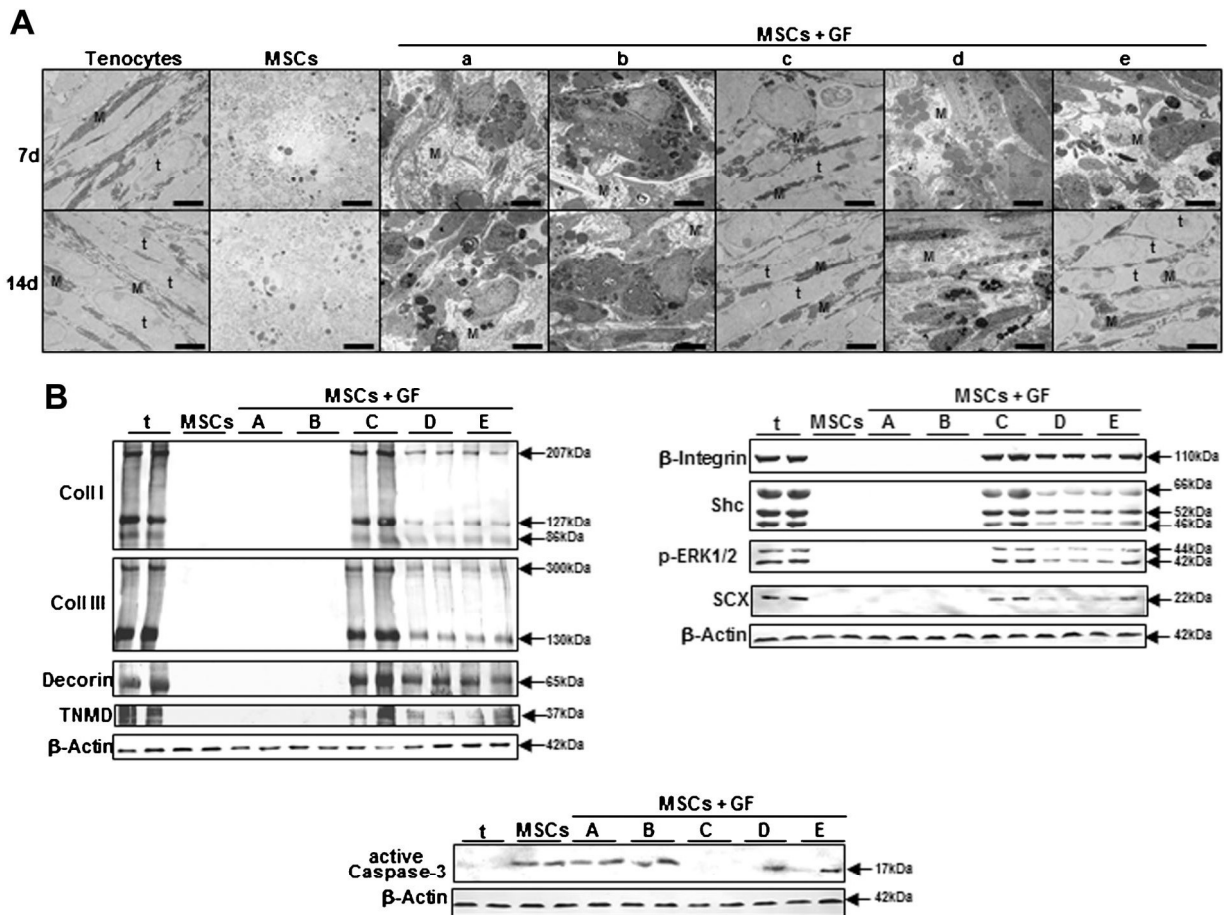 A
MSCs + GF
Tenocytes MSCs a b c d e
7d
M t M M M M M
14d
M M t t M M t M M M t t t M M
B
MSCs + GF
t MSCs A B C D E
Coll I
207kDa
127kDa
86kDa
Coll III
300kDa
130kDa
Decorin
65kDa
TNMD
37kDa
β-Actin
42kDa
MSCs + GF
t MSCs A B C D E
β-Integrin
110kDa
Shc
66kDa
52kDa
46kDa
p-ERK1/2
44kDa
42kDa
SCX
22kDa
β-Actin
42kDa
MSCs + GF
t MSCs A B C D E
active
Caspase-3
17kDa
β-Actin
42kDa